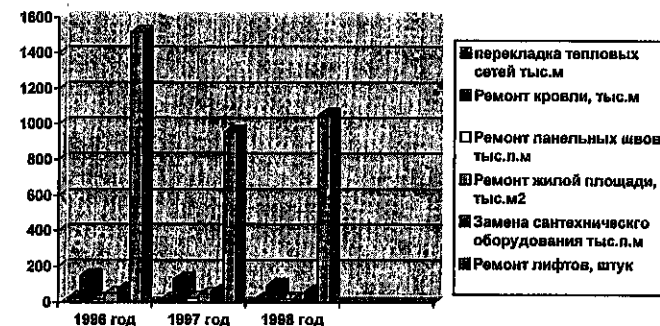 1600
1400
1200
1000
800
600
400
200
0
1996 год
1997 год
1998 год
перекладка тепловых
сетей тыс.м
Ремонт кровли, тыс.м
Ремонт панельных швов
тыс.п.м
Ремонт жилой площади,
тыс.м2
Замена сантехническго
оборудования тыс.п.м
Ремонт лифтов, штук